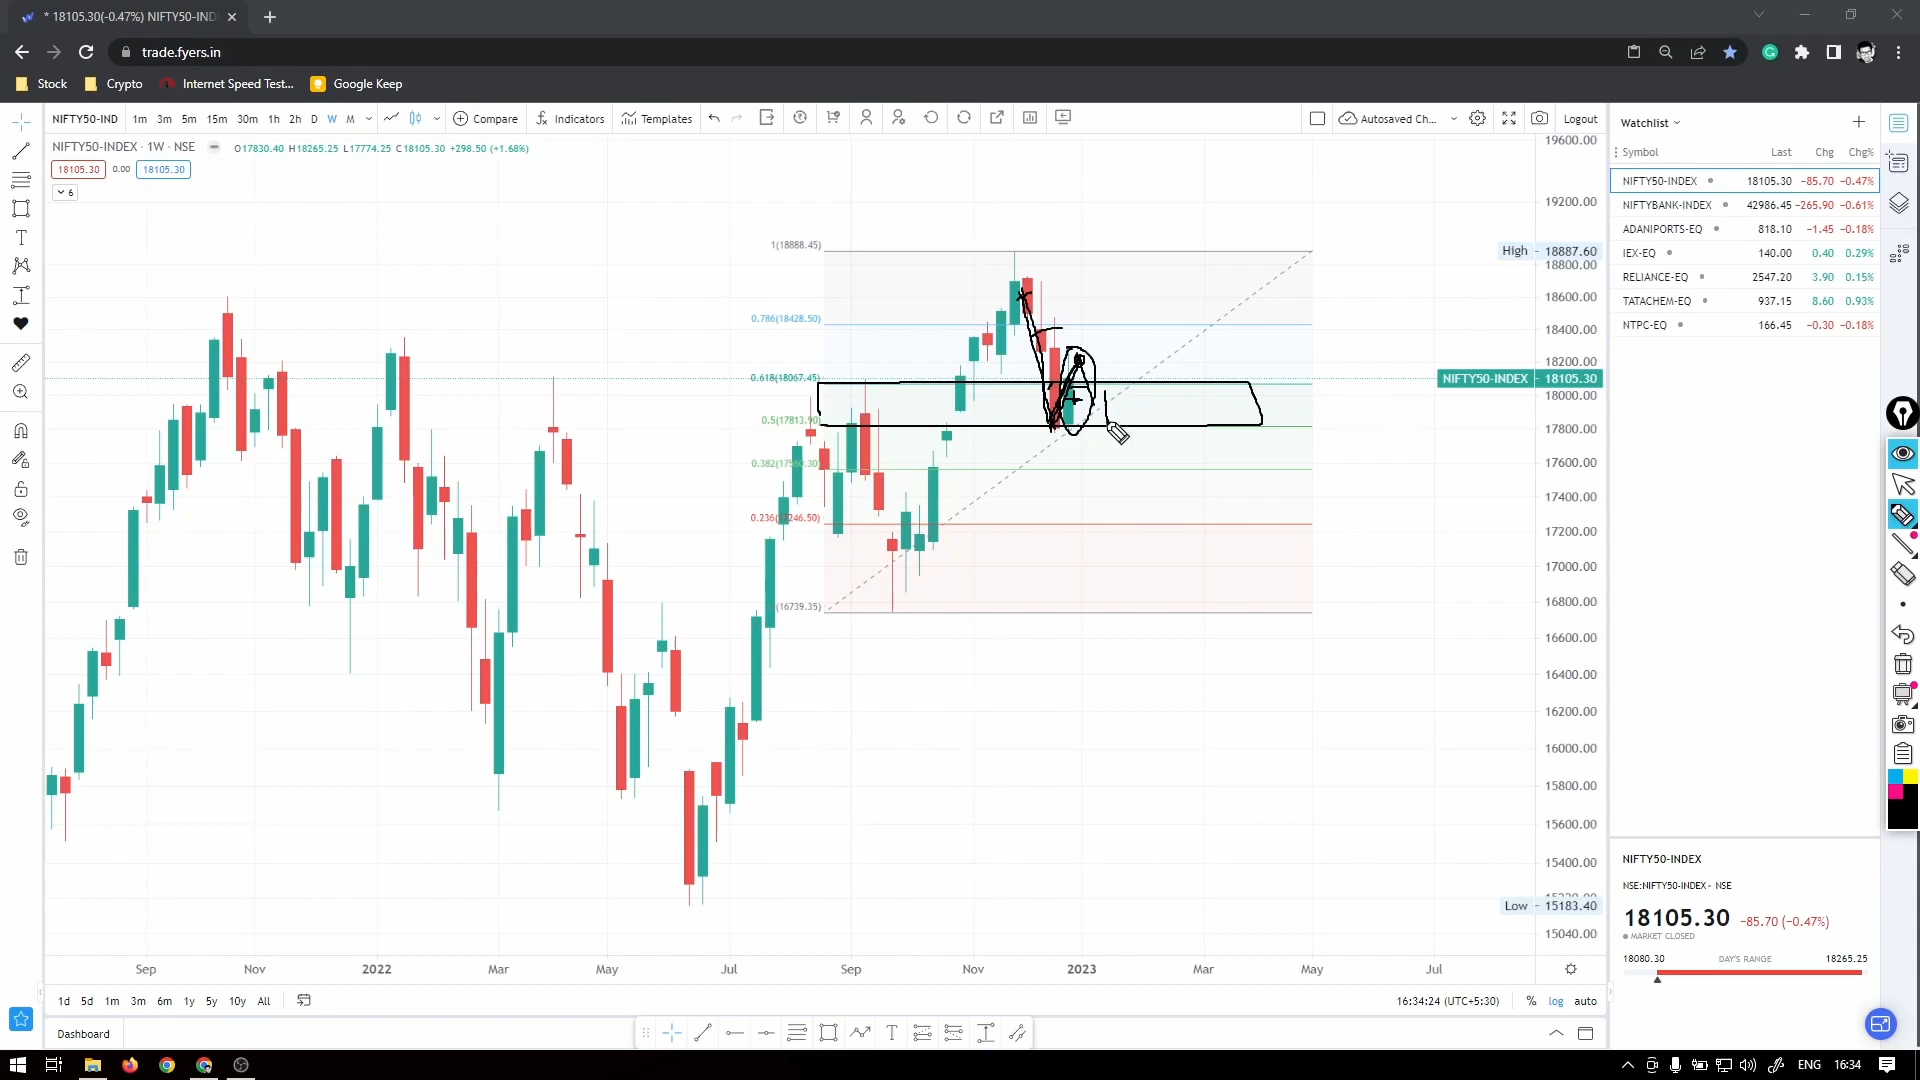 * 18105.30(-0.47%) NIFTY50-IND
trade.fyers.in
Stock Crypto Internet Speed Test... Google Keep
NIFTY50-IND 1m 3m 5m 15m 30m 1h 2h D W M Compare Indicators Templates Autosaved Ch... Logout
NIFTY50-INDEX · 1W · NSE O17830.40 H18265.25 L17774.25 C18105.30 +298.50 (+1.68%)
18105.30 0.00 18105.30
6
1(18888.45)
0.786(18428.50)
0.618(18067.45)
0.5(17813.90)
0.382(17560.30)
0.236(17246.50)
(16739.35)
19600.00
19200.00
High - 18887.60
18800.00
18600.00
18400.00
18200.00
NIFTY50-INDEX - 18105.30
18000.00
17800.00
17600.00
17400.00
17200.00
17000.00
16800.00
16600.00
16400.00
16200.00
16000.00
15800.00
15600.00
15400.00
Low - 15183.40
15040.00
Sep Nov 2022 Mar May Jul Sep Nov 2023 Mar May Jul
1d 5d 1m 3m 6m 1y 5y 10y All
16:34:24 (UTC+5:30) % log auto
Dashboard
Watchlist
Symbol Last Chg Chg%
NIFTY50-INDEX 18105.30 −85.70 −0.47%
NIFTYBANK-INDEX 42986.45 −265.90 −0.61%
ADANIPORTS-EQ 818.10 −1.45 −0.18%
IEX-EQ 140.00 0.40 0.29%
RELIANCE-EQ 2547.20 3.90 0.15%
TATACHEM-EQ 937.15 8.60 0.93%
NTPC-EQ 166.45 −0.30 −0.18%
NIFTY50-INDEX
NSE:NIFTY50-INDEX - NSE
18105.30 −85.70 (−0.47%)
MARKET CLOSED
18080.30 DAY'S RANGE 18265.25
ENG 16:34